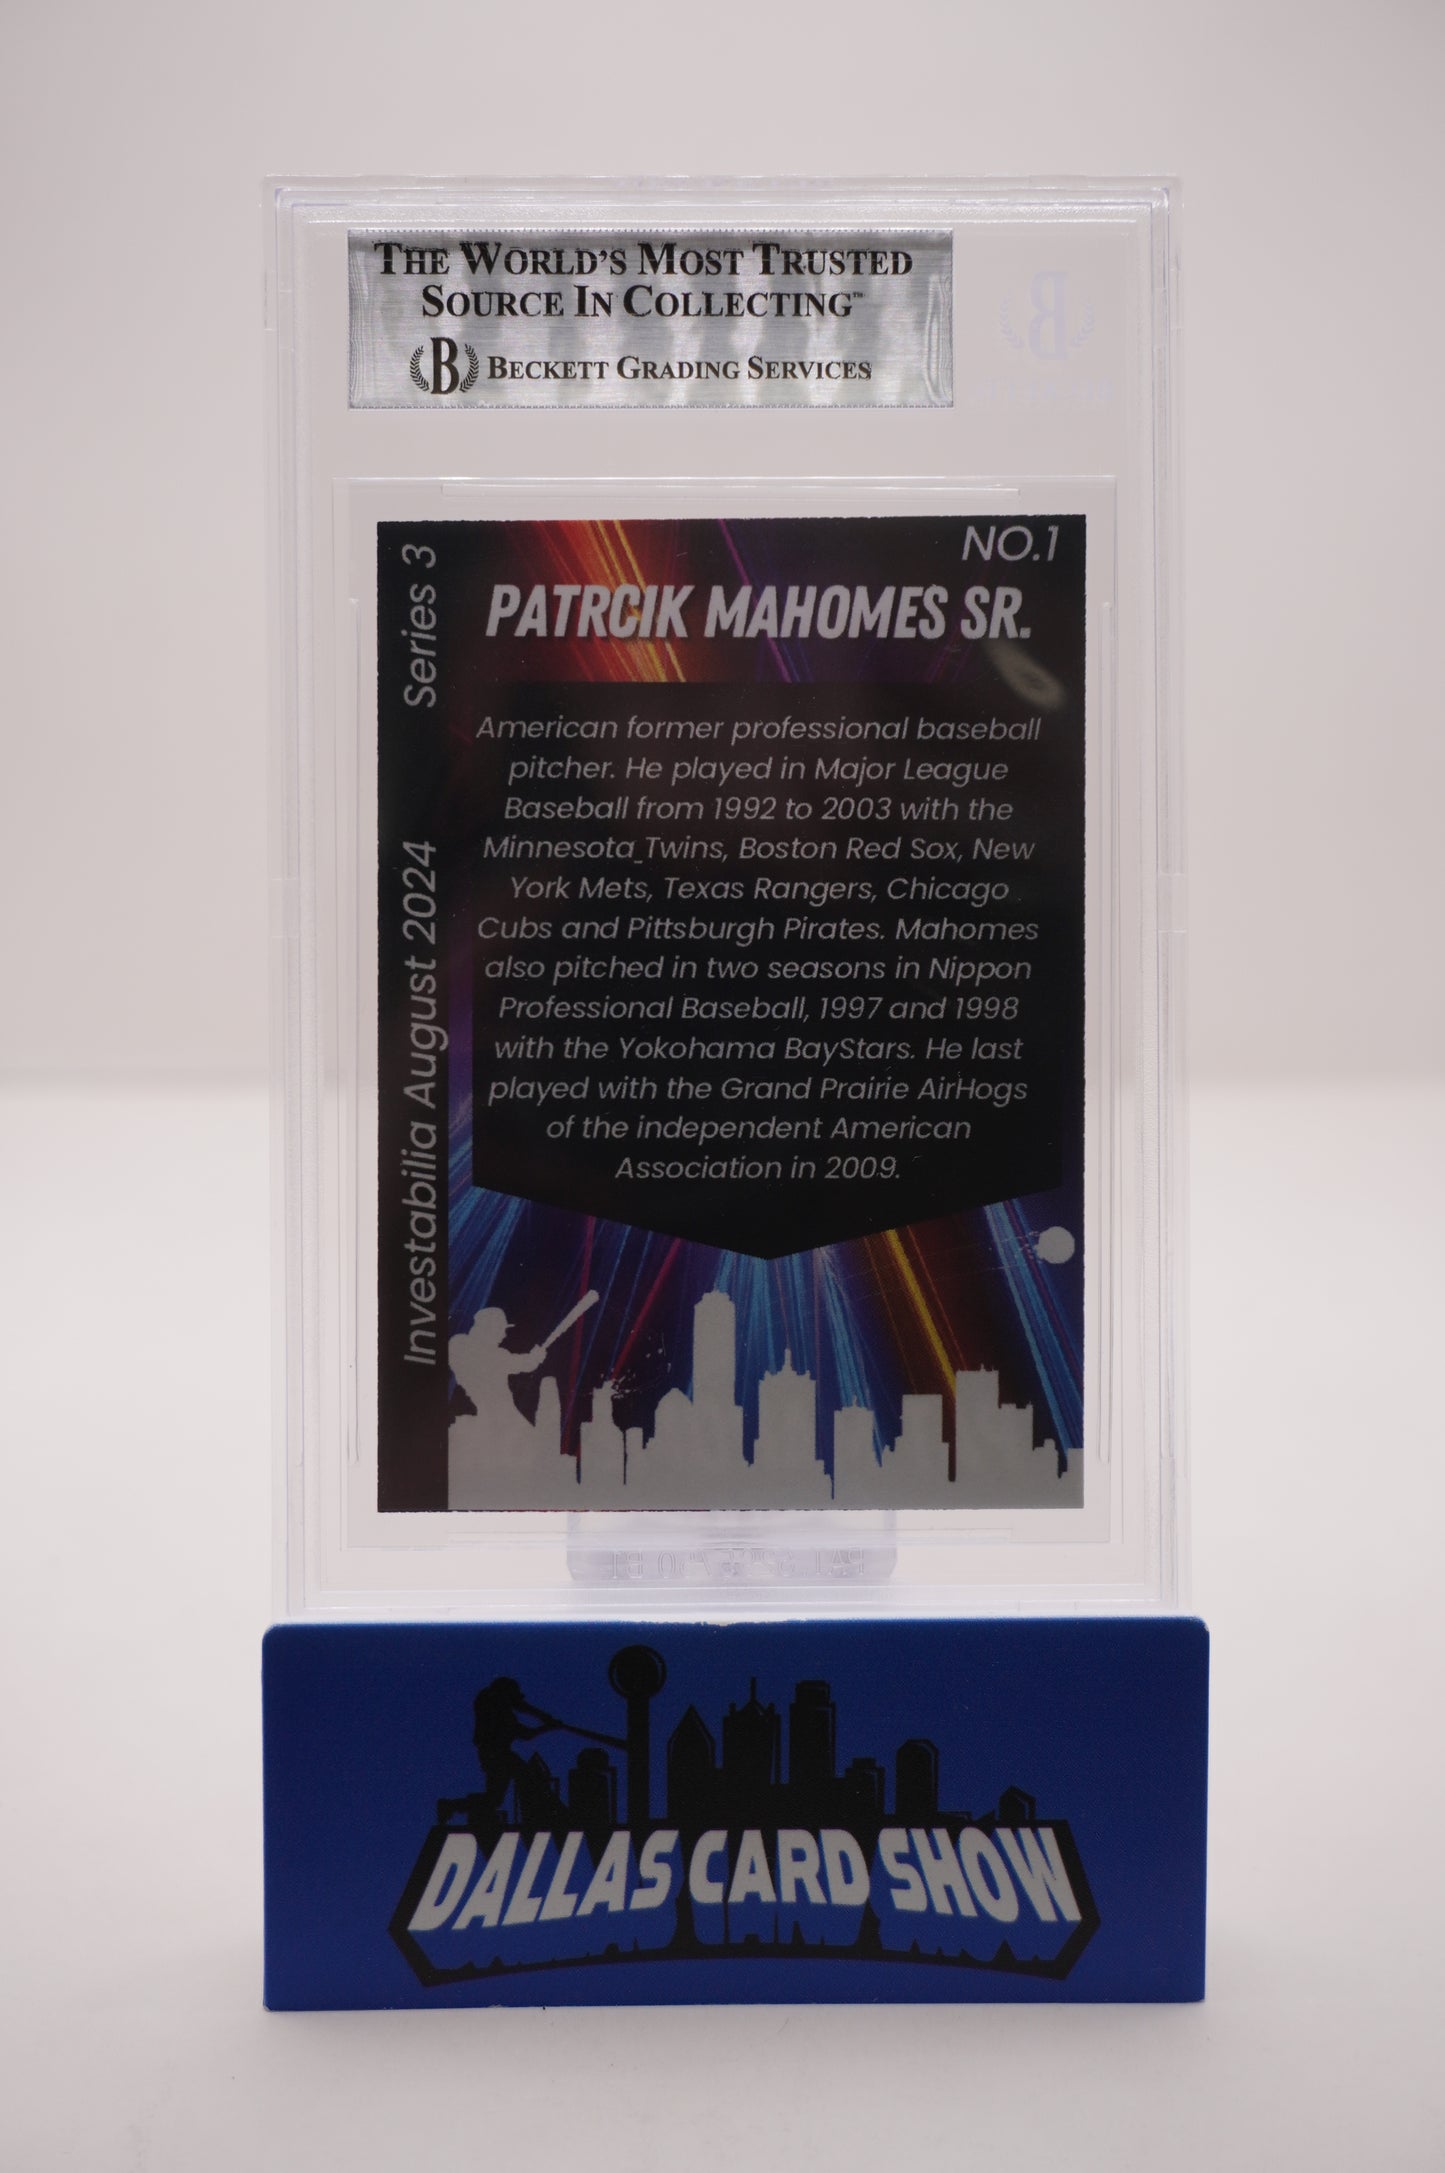 THE WORLD'S MOST TRUSTED
SOURCE IN COLLECTING™
B BECKETT GRADING SERVICES
B
NO.1
PATRCIK MAHOMES SR.
Series 3
Investabilia August 2024
American former professional baseball
pitcher. He played in Major League
Baseball from 1992 to 2003 with the
Minnesota Twins, Boston Red Sox, New
York Mets, Texas Rangers, Chicago
Cubs and Pittsburgh Pirates. Mahomes
also pitched in two seasons in Nippon
Professional Baseball, 1997 and 1998
with the Yokohama BayStars. He last
played with the Grand Prairie AirHogs
of the independent American
Association in 2009.
DALLAS CARD SHOW